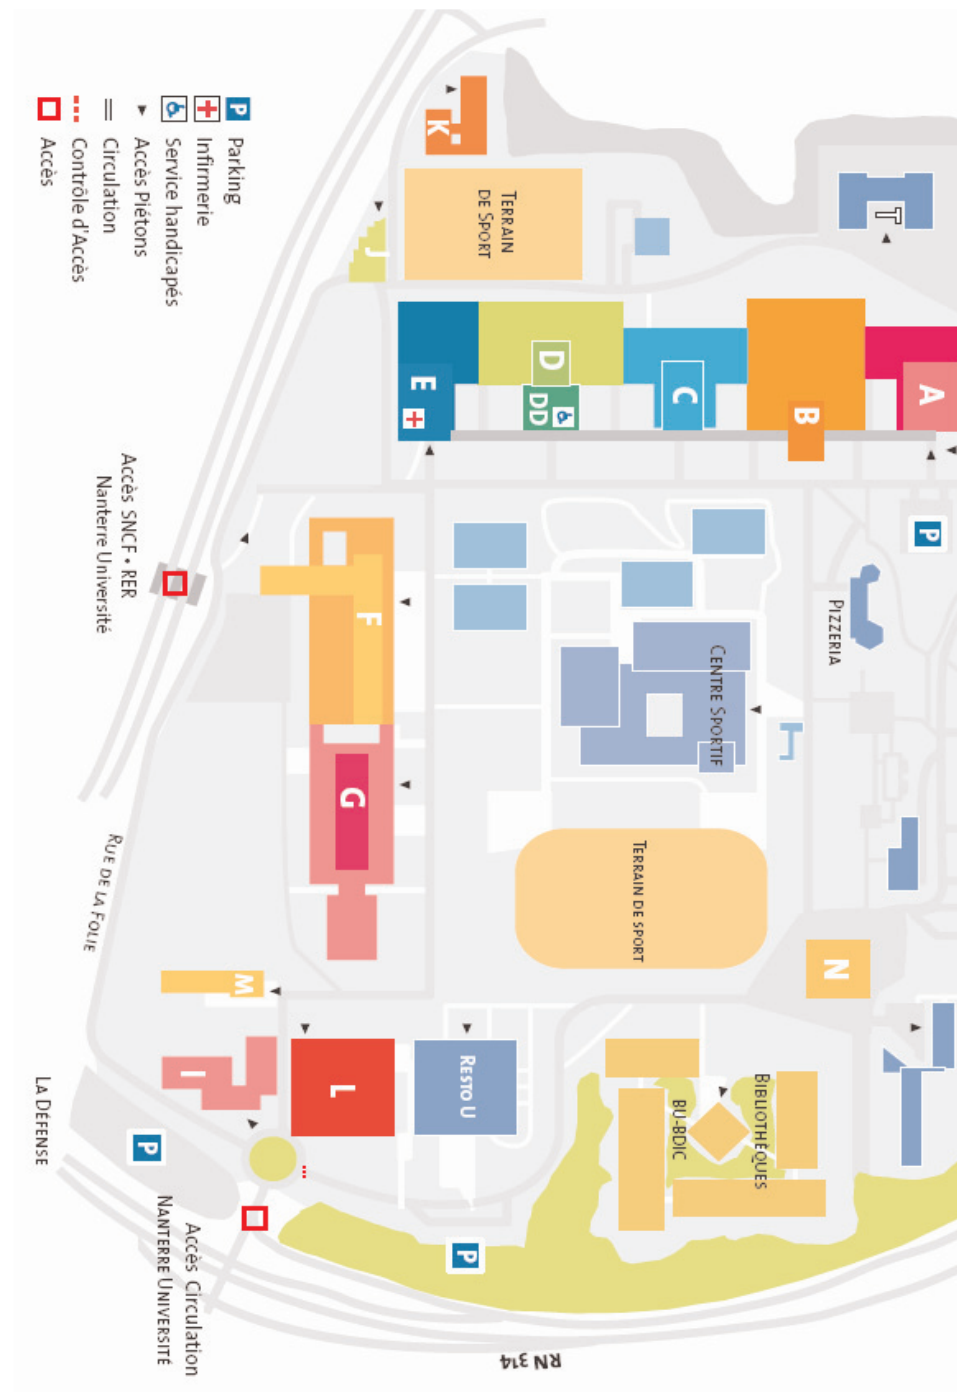 Parking
Infirmerie
Service handicapés
Accès Piétons
Circulation
Contrôle d'Accès
Accès
P
K
TERRAIN
DE SPORT
T
J
E
D
DD
C
B
A
P
Accès SNCF • RER
Nanterre Université
F
G
CENTRE SPORTIF
PIZZERIA
TERRAIN DE SPORT
N
RUE DE LA FOLIE
M
I
L
RESTO U
BIBLIOTHÈQUES
BU-BDIC
LA DÉFENSE
P
Accès Circulation
NANTERRE UNIVERSITÉ
P
RN 314